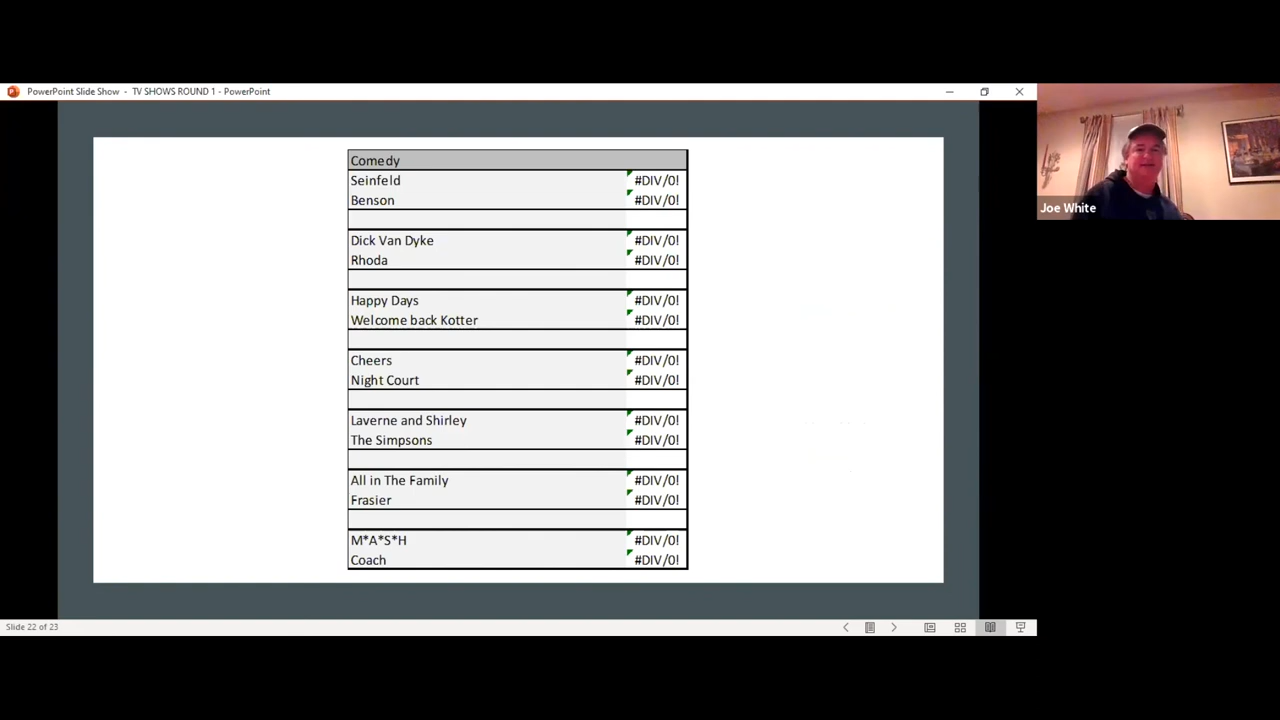 PowerPoint Slide Show - TV SHOWS ROUND 1 - PowerPoint
Comedy
Seinfeld #DIV/0!
Benson #DIV/0!
Dick Van Dyke #DIV/0!
Rhoda #DIV/0!
Happy Days #DIV/0!
Welcome back Kotter #DIV/0!
Cheers #DIV/0!
Night Court #DIV/0!
Laverne and Shirley #DIV/0!
The Simpsons #DIV/0!
All in The Family #DIV/0!
Frasier #DIV/0!
M*A*S*H #DIV/0!
Coach #DIV/0!
Joe White
Slide 22 of 23